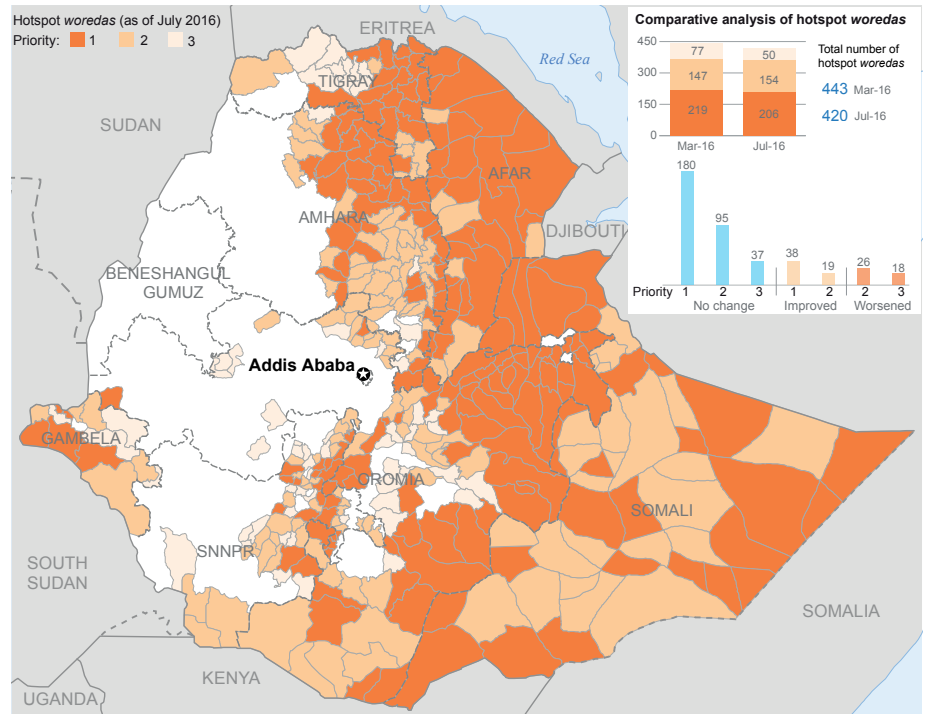 Hotspot woredas (as of July 2016)
Priority: 1 2 3
ERITREA
Red Sea
TIGRAY
SUDAN
AFAR
AMHARA
DJIBOUTI
BENESHANGUL
GUMUZ
Addis Ababa
GAMBELA
OROMIA
SOMALI
SNNPR
SOUTH
SUDAN
SOMALIA
KENYA
UGANDA
Comparative analysis of hotspot woredas
450
300
150
0
77
147
219
50
154
206
Mar-16 Jul-16
Total number of
hotspot woredas
443 Mar-16
420 Jul-16
180
95
37
38
19
26
18
Priority 1 2 3 1 2 2 3
No change Improved Worsened